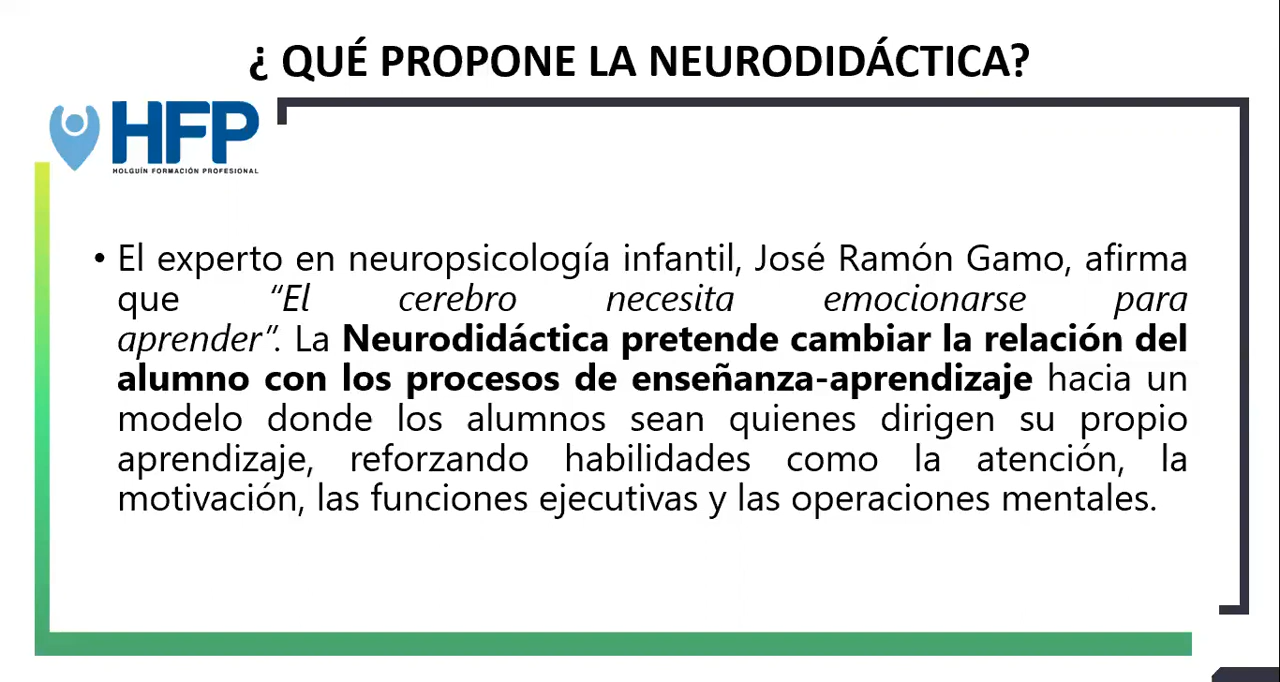 ¿ QUÉ PROPONE LA NEURODIDÁCTICA?
HFP
HOLGUÍN FORMACIÓN PROFESIONAL
• El experto en neuropsicología infantil, José Ramón Gamo, afirma
que “El cerebro necesita emocionarse para
aprender”. La Neurodidáctica pretende cambiar la relación del
alumno con los procesos de enseñanza-aprendizaje hacia un
modelo donde los alumnos sean quienes dirigen su propio
aprendizaje, reforzando habilidades como la atención, la
motivación, las funciones ejecutivas y las operaciones mentales.